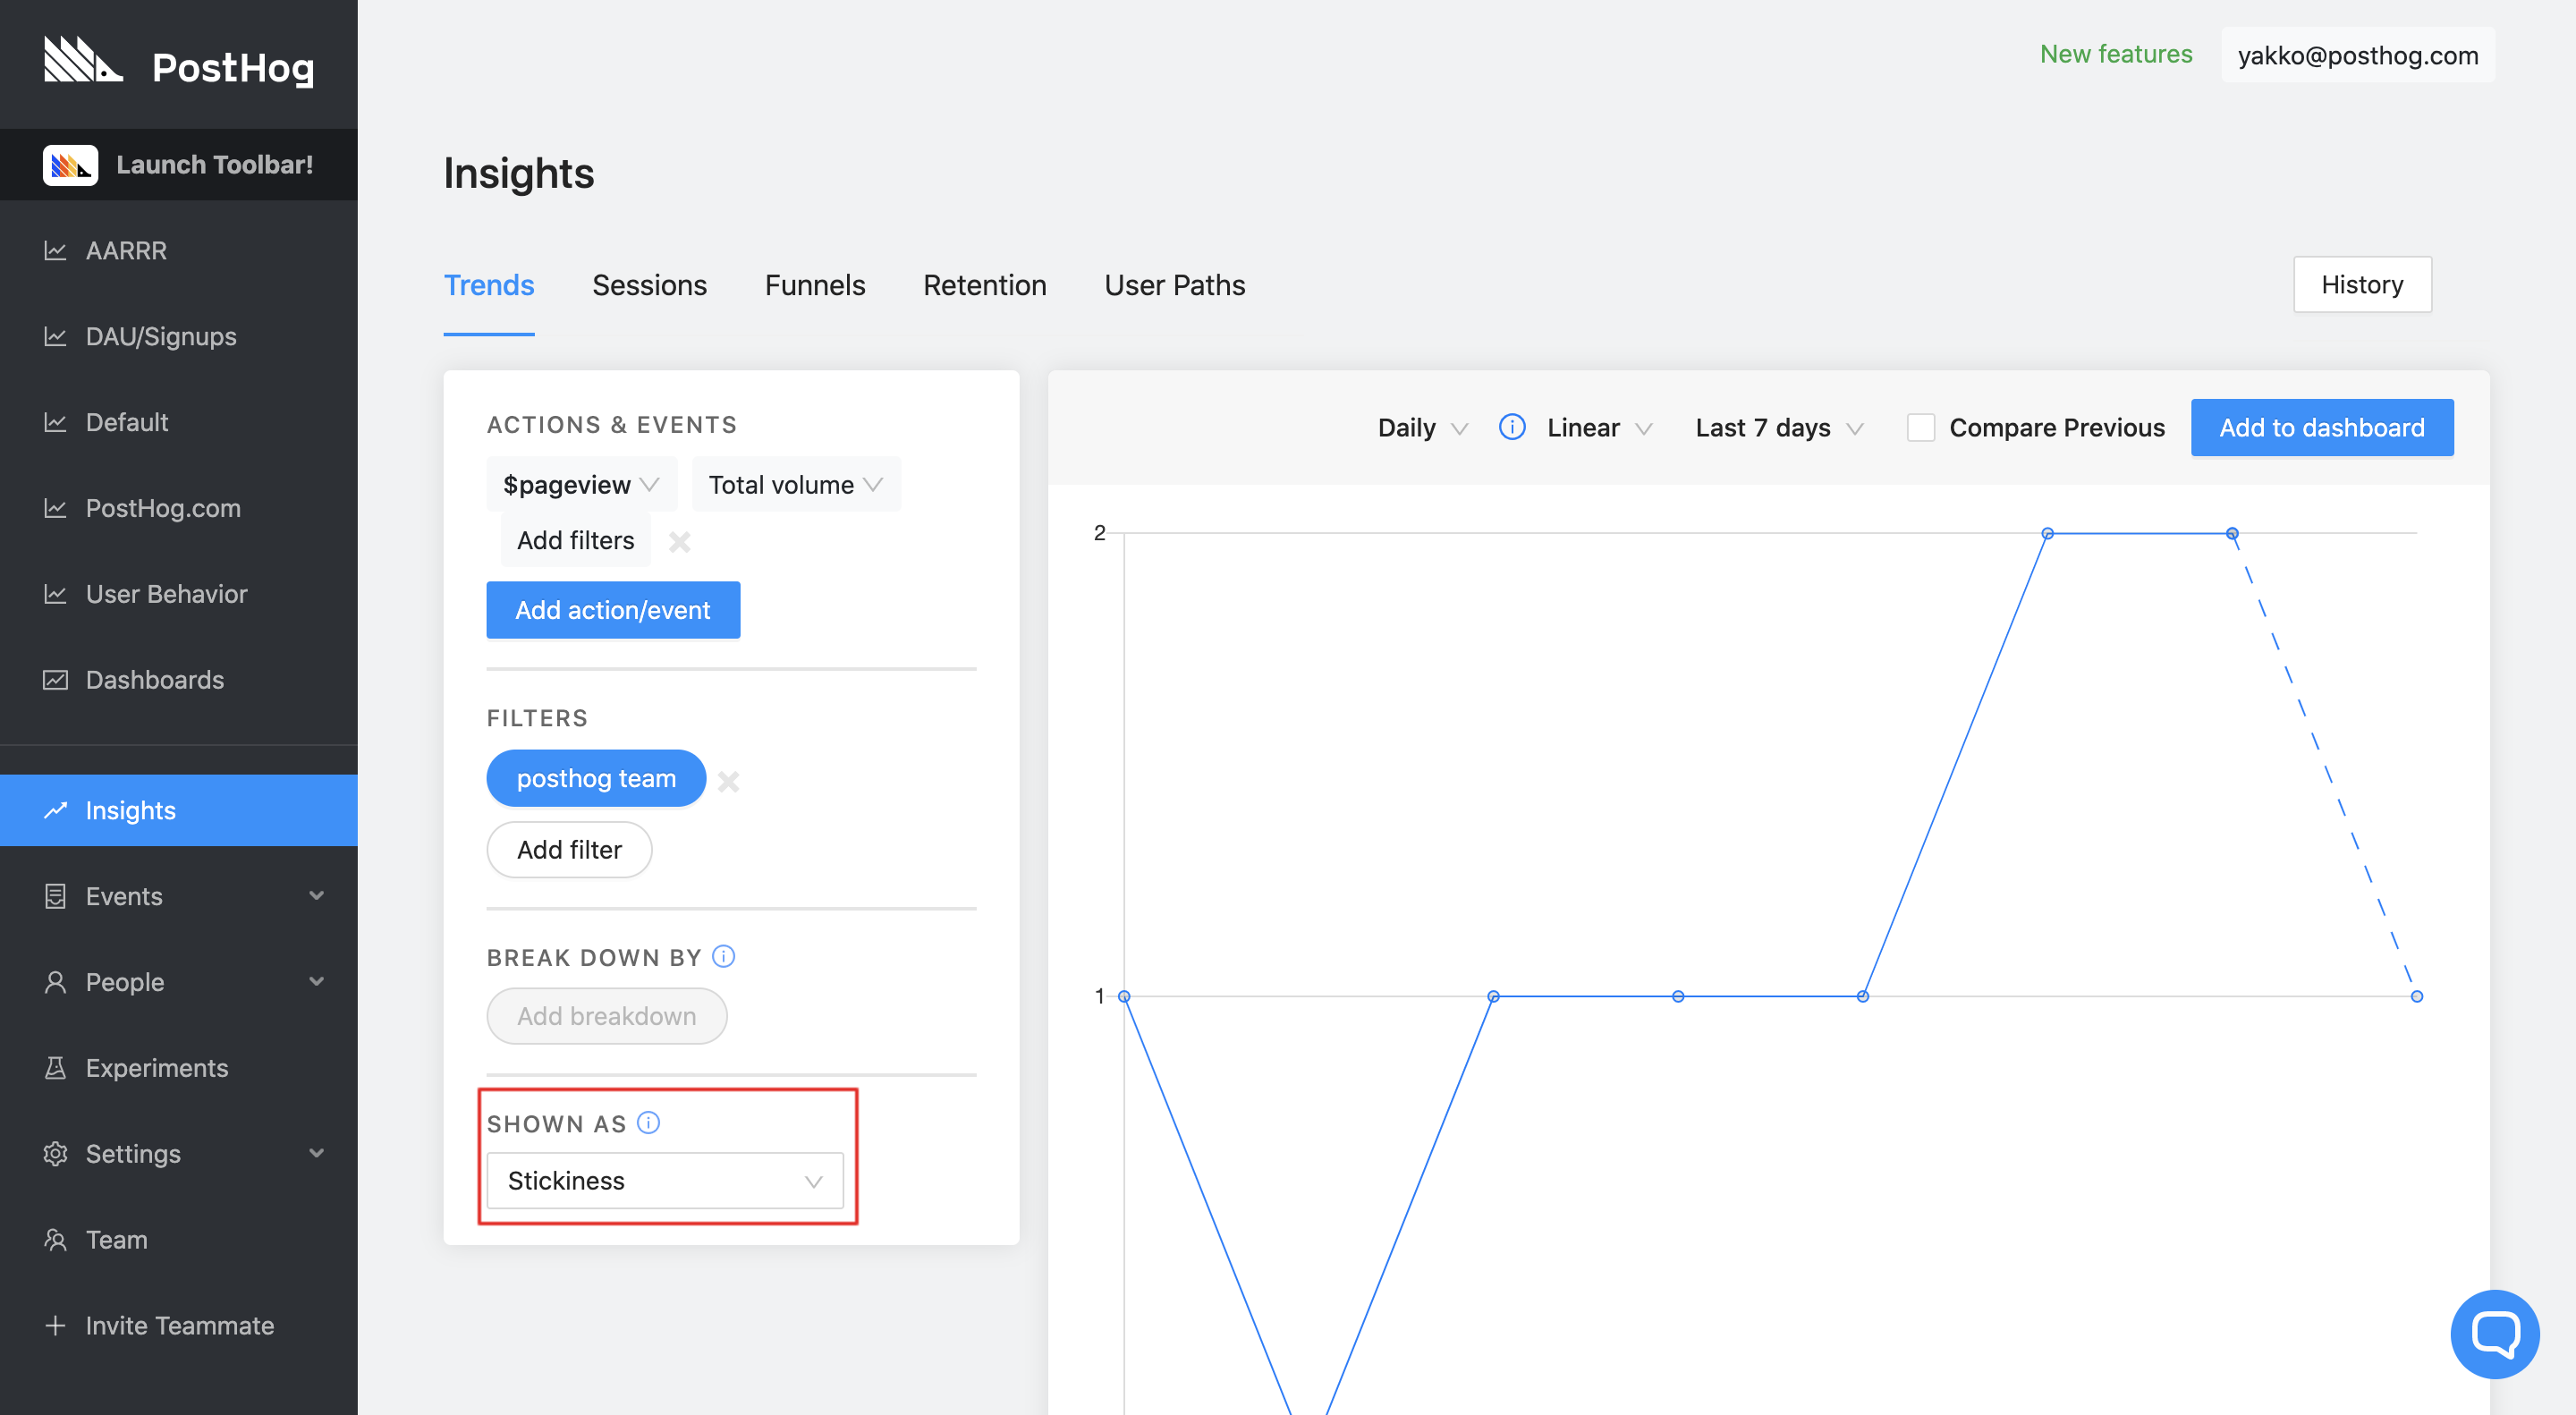 PostHog
Launch Toolbar!
AARRR
DAU/Signups
Default
PostHog.com
User Behavior
Dashboards
Insights
Events
People
Experiments
Settings
Team
Invite Teammate
New features
yakko@posthog.com
Insights
Trends Sessions Funnels Retention User Paths
History
ACTIONS & EVENTS
$pageview Total volume
Add filters
Add action/event
FILTERS
posthog team
Add filter
BREAK DOWN BY
Add breakdown
SHOWN AS
Stickiness
Daily Linear Last 7 days Compare Previous Add to dashboard
2
1